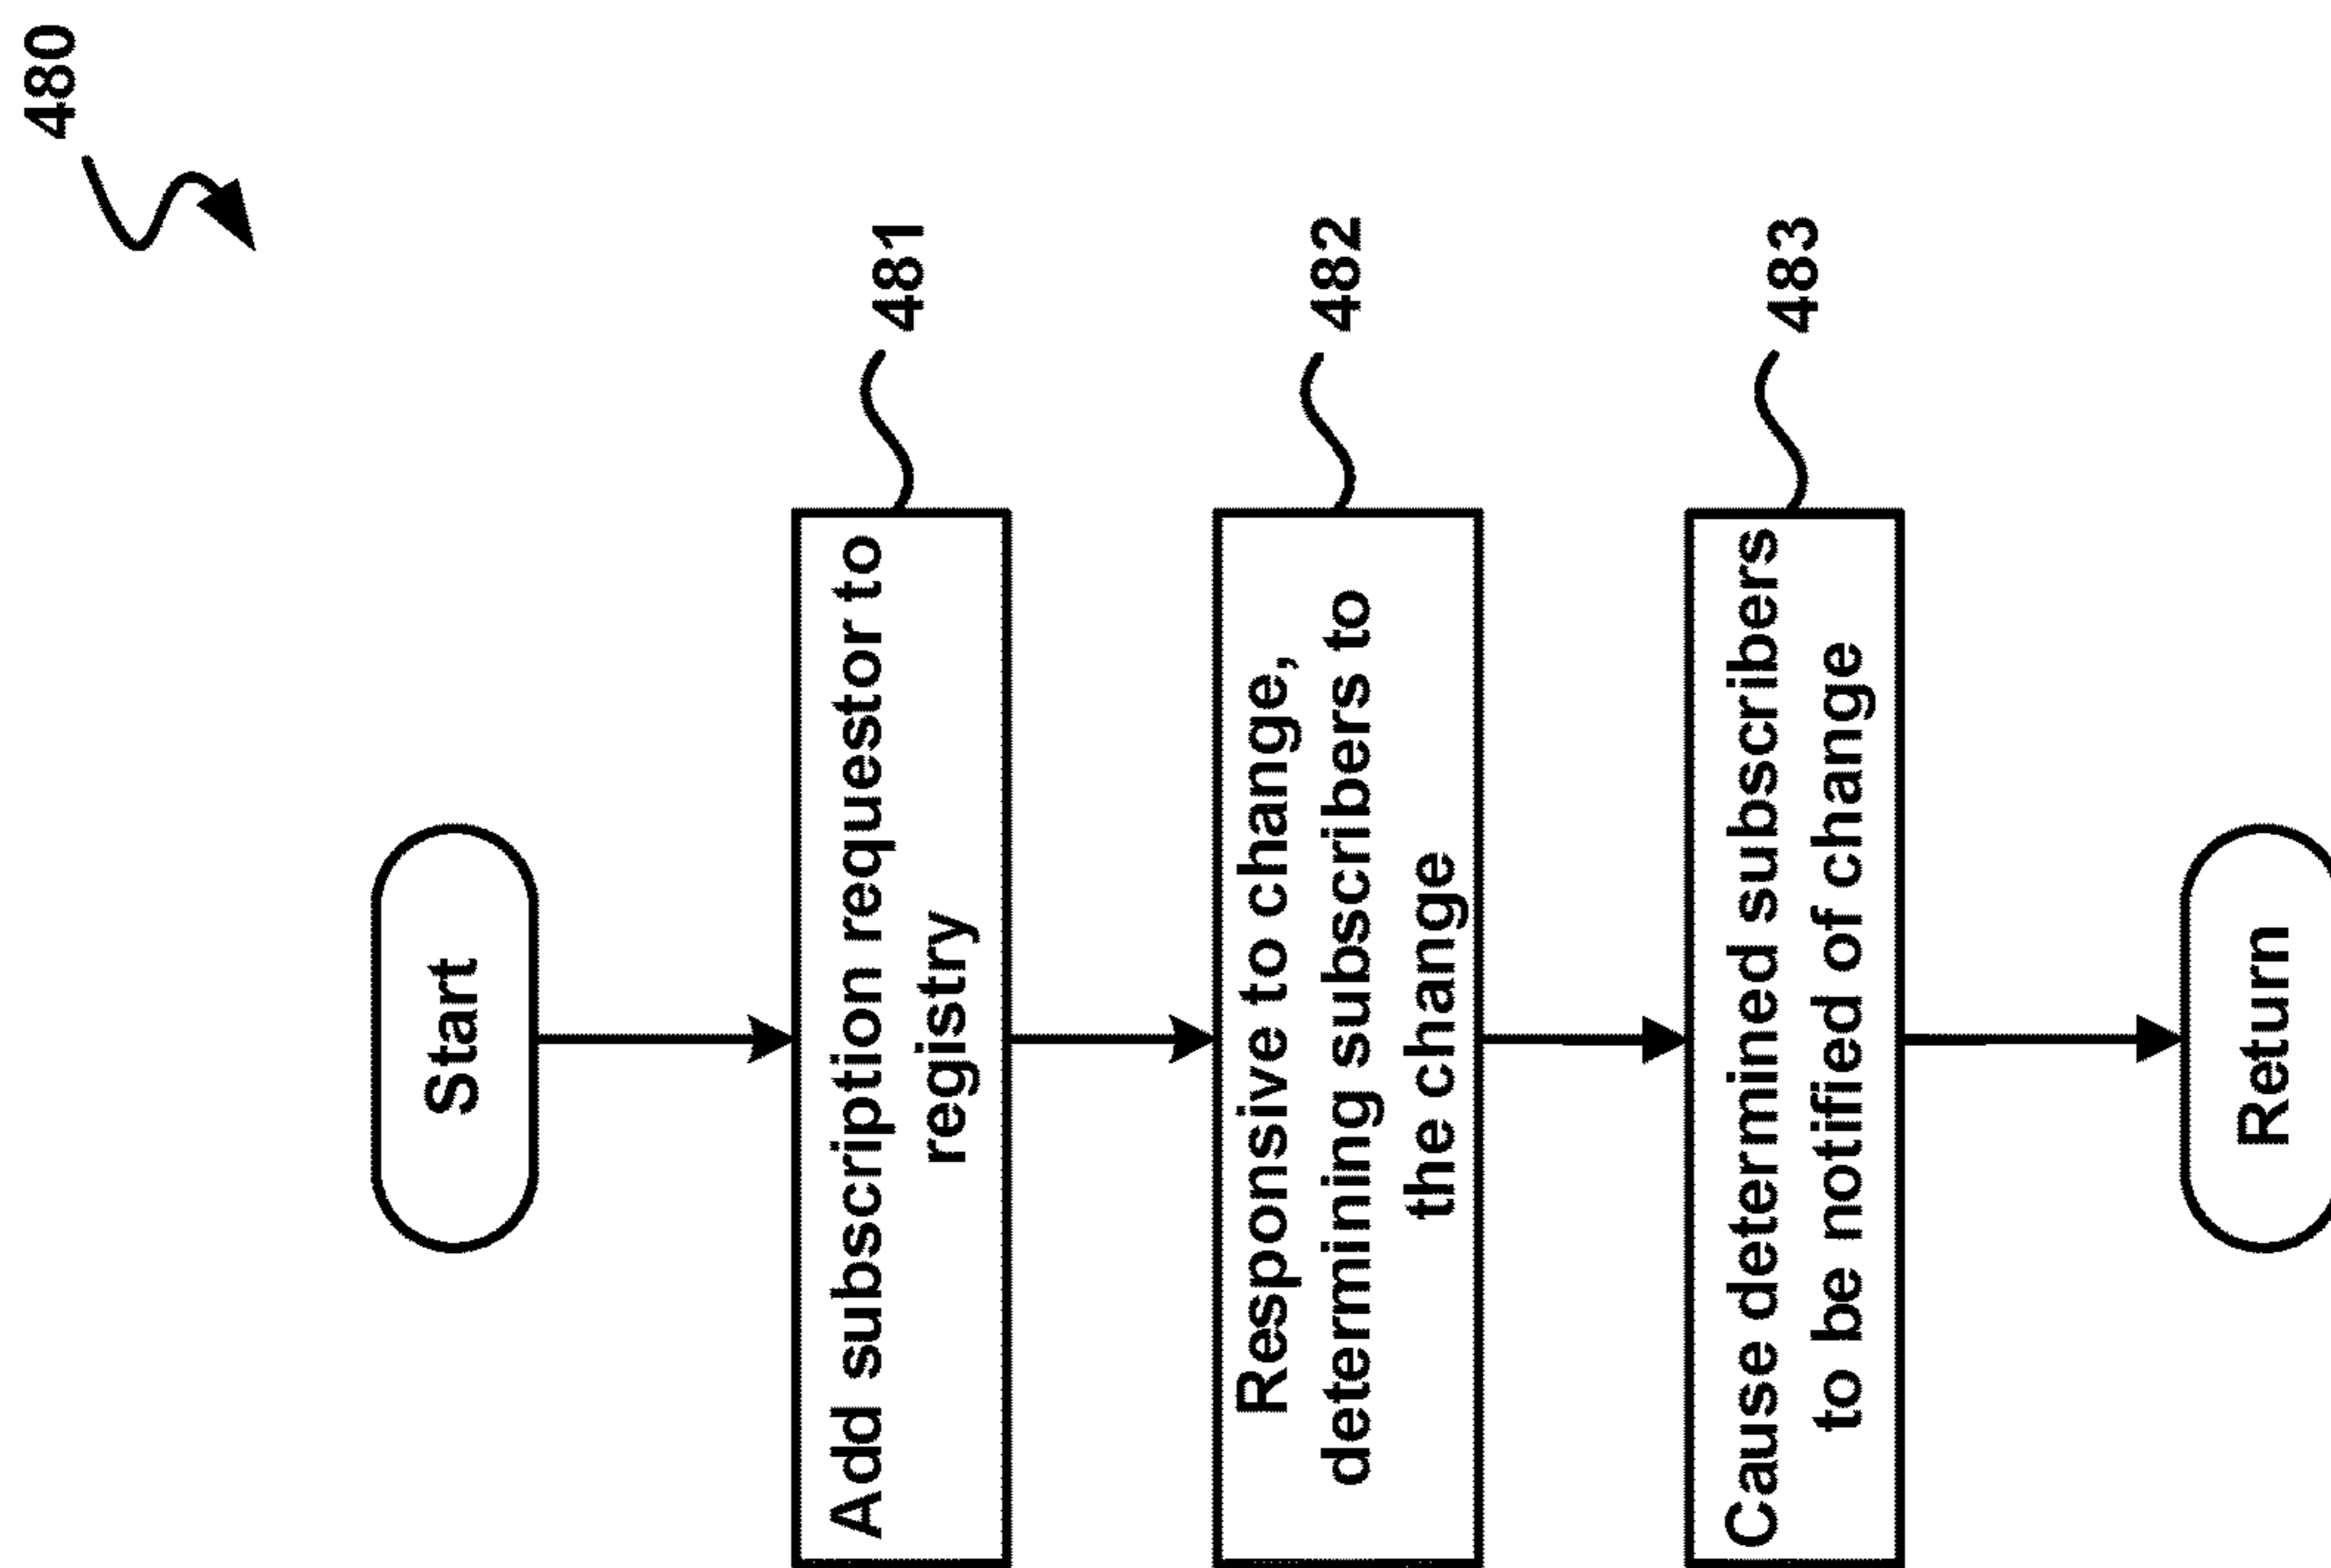 480
Start
Add subscription requestor to
registry
481
Responsive to change,
determining subscribers to
the change
482
Cause determined subscribers
to be notified of change
483
Return